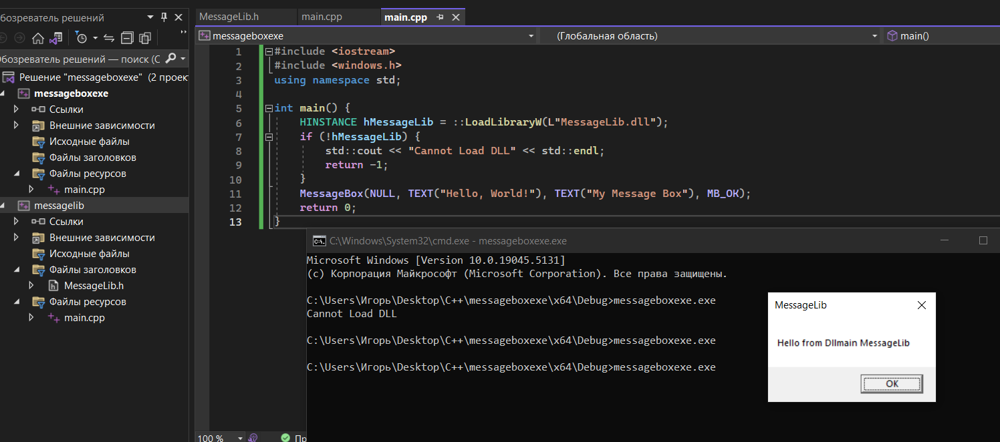 бозреватель решений
Обозреватель решений — поиск (С
Решение "messageboxexe" (2 проек
messageboxexe
Ссылки
Внешние зависимости
Исходные файлы
Файлы заголовков
Файлы ресурсов
main.cpp
messagelib
Ссылки
Внешние зависимости
Исходные файлы
Файлы заголовков
MessageLib.h
Файлы ресурсов
main.cpp
MessageLib.h main.cpp main.cpp
messageboxexe (Глобальная область) main()
1 #include <iostream>
2 #include <windows.h>
3 using namespace std;
4
5 int main() {
6 HINSTANCE hMessageLib = ::LoadLibraryW(L"MessageLib.dll");
7 if (!hMessageLib) {
8 std::cout << "Cannot Load DLL" << std::endl;
9 return -1;
10 }
11 MessageBox(NULL, TEXT("Hello, World!"), TEXT("My Message Box"), MB_OK);
12 return 0;
13 }
C:\Windows\System32\cmd.exe - messageboxexe.exe
Microsoft Windows [Version 10.0.19045.5131]
(c) Корпорация Майкрософт (Microsoft Corporation). Все права защищены.
C:\Users\Игорь\Desktop\C++\messageboxexe\x64\Debug>messageboxexe.exe
Cannot Load DLL
C:\Users\Игорь\Desktop\C++\messageboxexe\x64\Debug>messageboxexe.exe
C:\Users\Игорь\Desktop\C++\messageboxexe\x64\Debug>messageboxexe.exe
MessageLib
Hello from Dllmain MessageLib
OK
100 % Пр